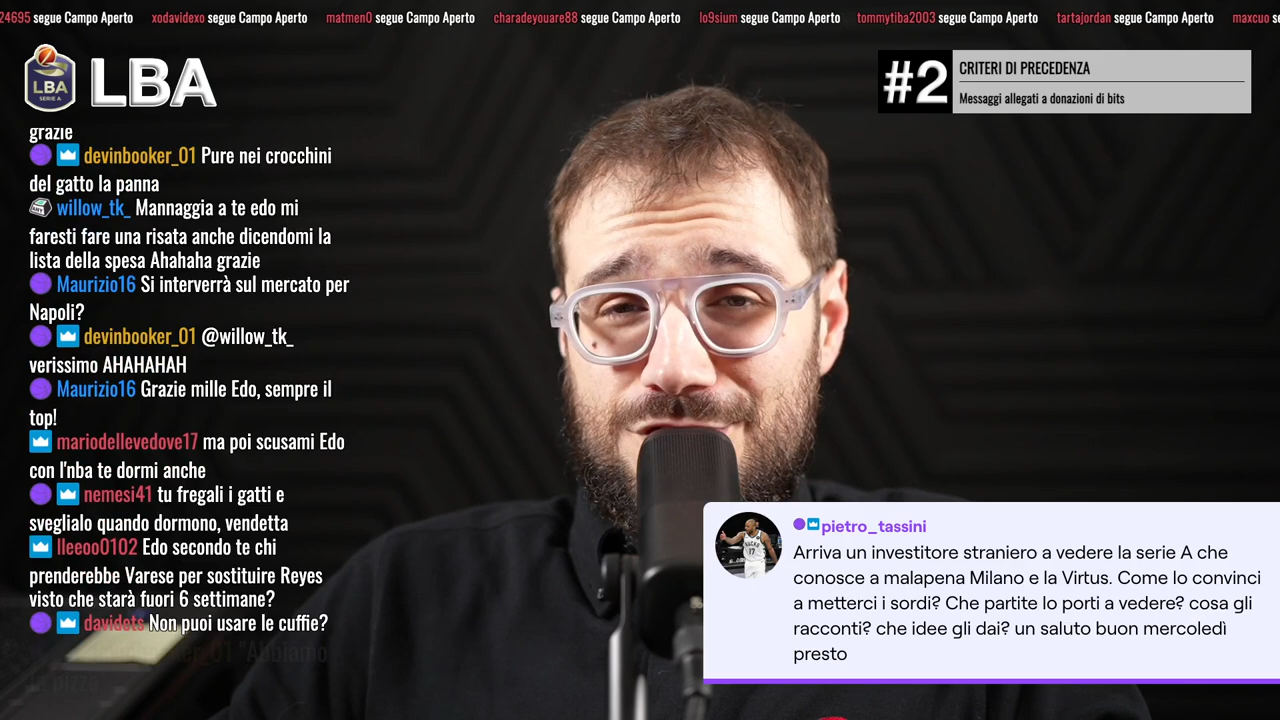 24695 segue Campo Aperto xodavidexo segue Campo Aperto matmen0 segue Campo Aperto charadeyouare88 segue Campo Aperto lo9sium segue Campo Aperto tommytiba2003 segue Campo Aperto tartajordan segue Campo Aperto maxcuo
LBA
SERIE A
LBA
#2
CRITERI DI PRECEDENZA
Messaggi allegati a donazioni di bits
grazie
devinbooker_01 Pure nei crocchini
del gatto la panna
willow_tk_ Mannaggia a te edo mi
faresti fare una risata anche dicendomi la
lista della spesa Ahahaha grazie
Maurizio16 Si interverrà sul mercato per
Napoli?
devinbooker_01 @willow_tk_
verissimo AHAHAHAH
Maurizio16 Grazie mille Edo, sempre il
top!
mariodellevedove17 ma poi scusami Edo
con l'nba te dormi anche
nemesi41 tu fregali i gatti e
sveglialo quando dormono, vendetta
lleeoo0102 Edo secondo te chi
prenderebbe Varese per sostituire Reyes
visto che starà fuori 6 settimane?
davidots Non puoi usare le cuffie?
pietro_tassini
Arriva un investitore straniero a vedere la serie A che
conosce a malapena Milano e la Virtus. Come lo convinci
a metterci i sordi? Che partite lo porti a vedere? cosa gli
racconti? che idee gli dai? un saluto buon mercoledì
presto